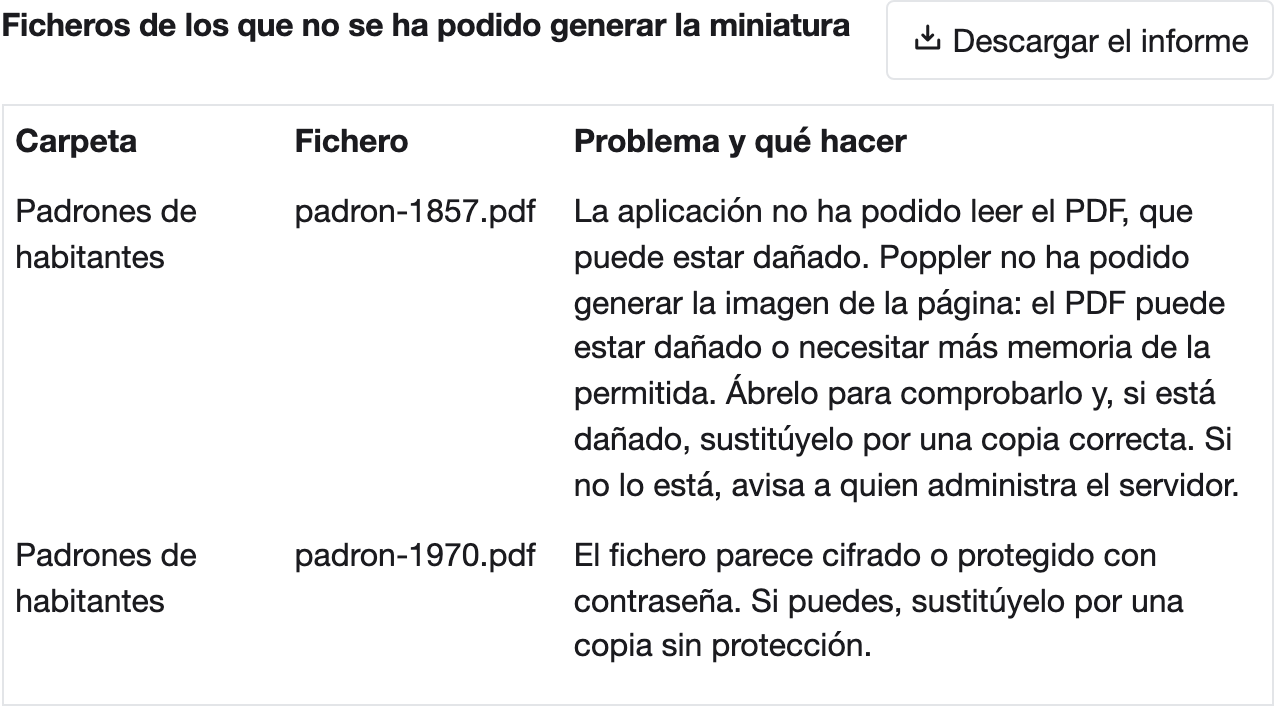 Ficheros de los que no se ha podido generar la miniatura
Descargar el informe
Carpeta Fichero Problema y qué hacer
Padrones de padron-1857.pdf La aplicación no ha podido leer el PDF, que
habitantes puede estar dañado. Poppler no ha podido
generar la imagen de la página: el PDF puede
estar dañado o necesitar más memoria de la
permitida. Ábrelo para comprobarlo y, si está
dañado, sustitúyelo por una copia correcta. Si
no lo está, avisa a quien administra el servidor.
Padrones de padron-1970.pdf El fichero parece cifrado o protegido con
habitantes contraseña. Si puedes, sustitúyelo por una
copia sin protección.